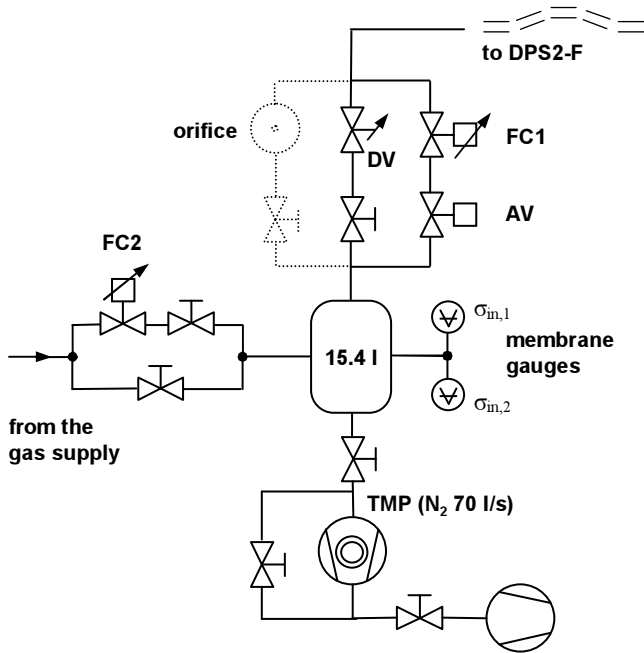 to DPS2-F
orifice
DV
FC1
AV
FC2
15.4 l
σin,1
membrane
gauges
σin,2
from the
gas supply
TMP (N₂ 70 l/s)